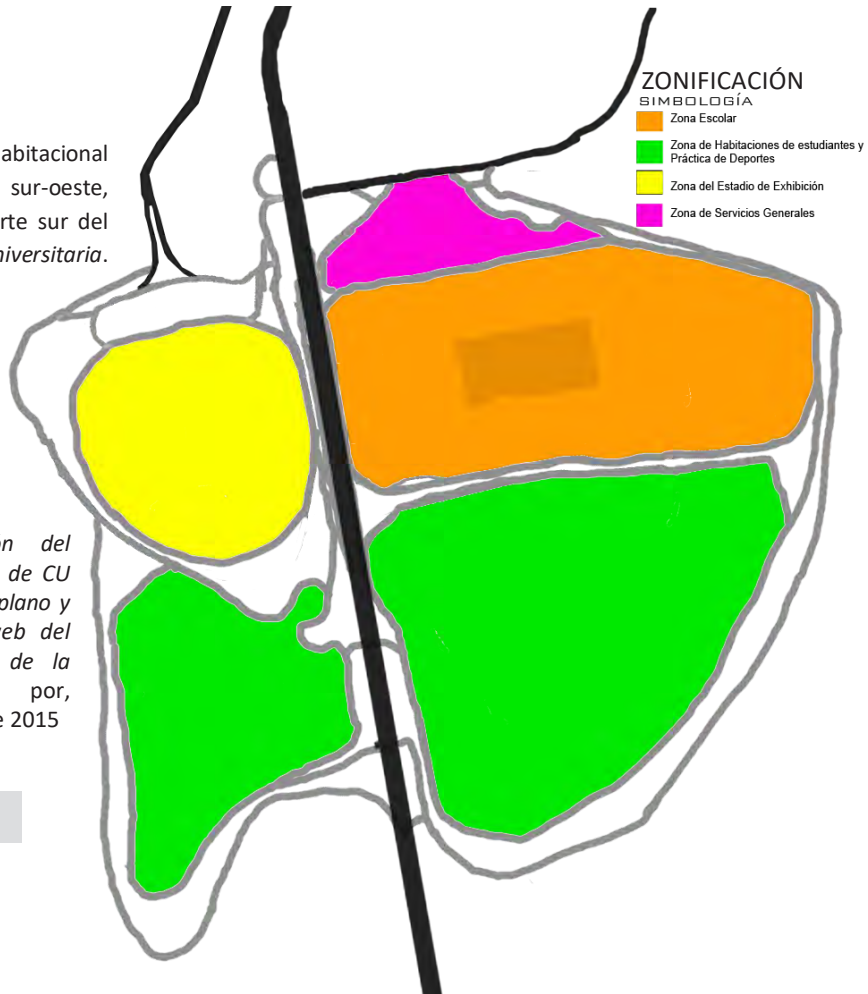 ZONIFICACIÓN
SIMBOLOGÍA
Zona Escolar
Zona de Habitaciones de estudiantes y
Práctica de Deportes
Zona del Estadio de Exhibición
Zona de Servicios Generales
abitacional
sur-oeste,
rte sur del
niversitaria.
on del
de CU
plano y
eb del
de la
por,
e 2015